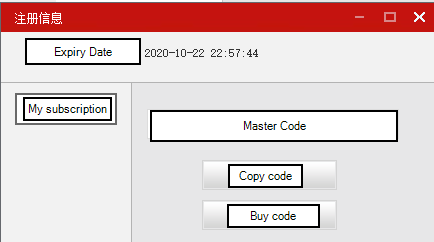 注册信息
Expiry Date 2020-10-22 22:57:44
My subscription
Master Code
Copy code
Buy code